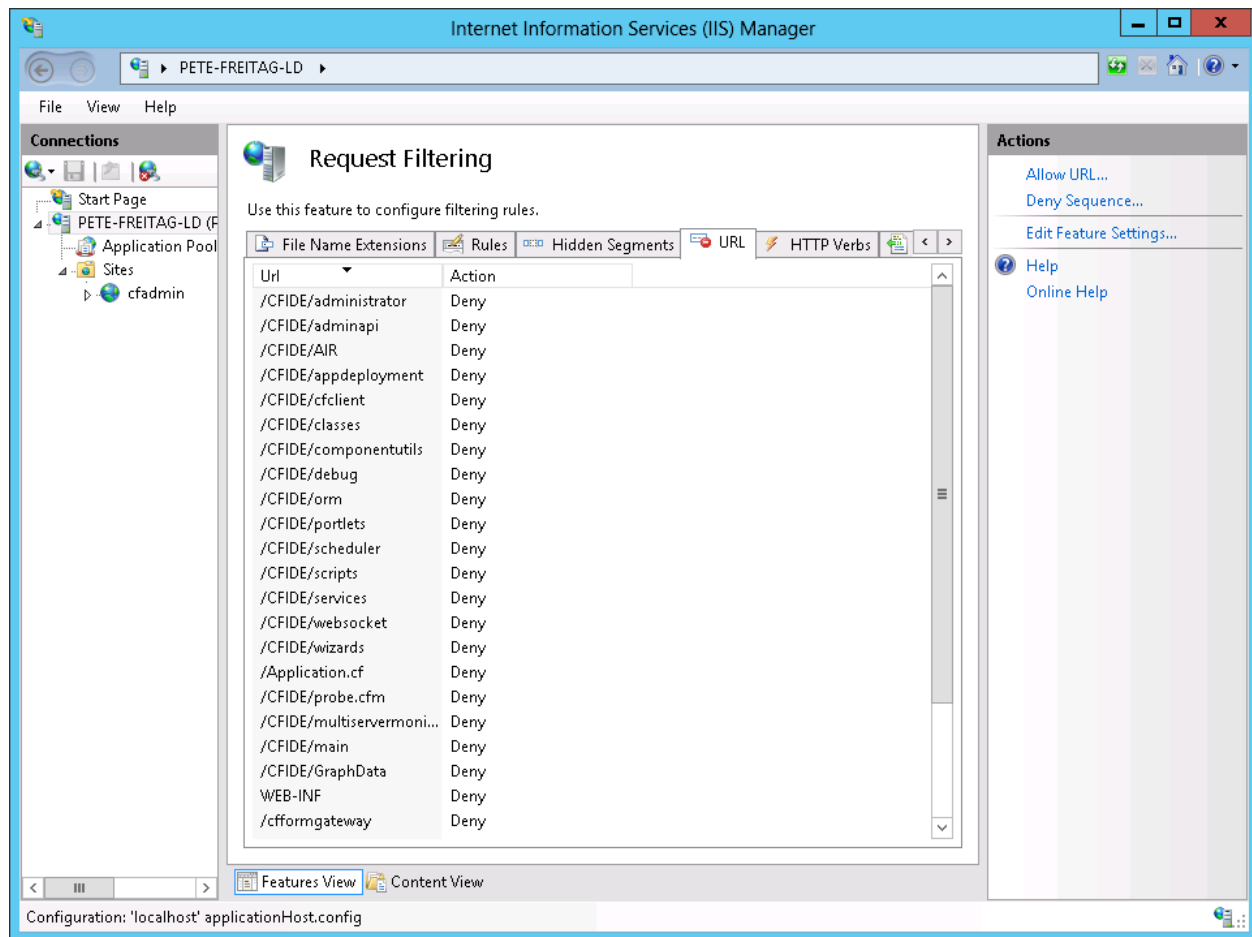 Internet Information Services (IIS) Manager
PETE-FREITAG-LD
File View Help
Connections
Start Page
PETE-FREITAG-LD (P
Application Pool
Sites
cfadmin
Request Filtering
Use this feature to configure filtering rules.
File Name Extensions Rules Hidden Segments URL HTTP Verbs
Url Action
/CFIDE/administrator Deny
/CFIDE/adminapi Deny
/CFIDE/AIR Deny
/CFIDE/appdeployment Deny
/CFIDE/cfclient Deny
/CFIDE/classes Deny
/CFIDE/componentutils Deny
/CFIDE/debug Deny
/CFIDE/orm Deny
/CFIDE/portlets Deny
/CFIDE/scheduler Deny
/CFIDE/scripts Deny
/CFIDE/services Deny
/CFIDE/websocket Deny
/CFIDE/wizards Deny
/Application.cf Deny
/CFIDE/probe.cfm Deny
/CFIDE/multiservermoni... Deny
/CFIDE/main Deny
/CFIDE/GraphData Deny
WEB-INF Deny
/cfformgateway Deny
Features View Content View
Actions
Allow URL...
Deny Sequence...
Edit Feature Settings...
Help
Online Help
Configuration: 'localhost' applicationHost.config